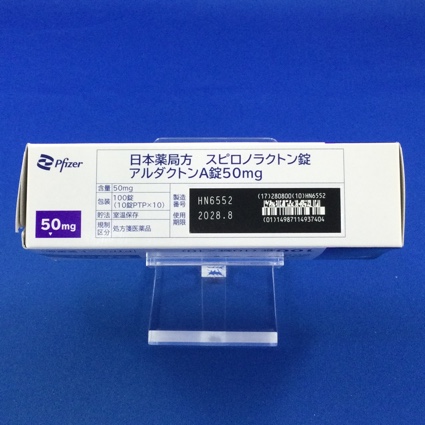 Pfizer
日本薬局方 スピロノラクトン錠
アルダクトンA錠50mg
50mg
含量 50mg
包装 100錠
(10錠PTP×10)
貯法 室温保存
規制区分 処方箋医薬品
製造番号 HN6552
使用期限 2028.8
(17)280800(10)HN6552
(01)14987114937404